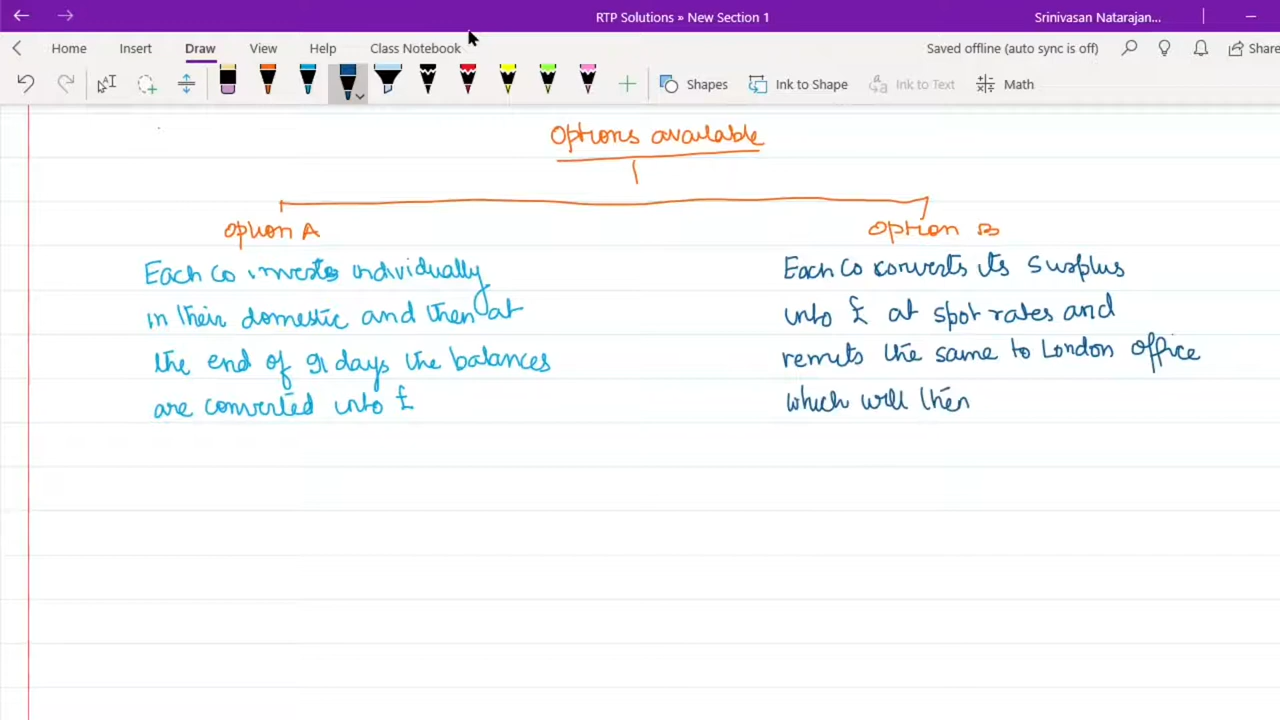 RTP Solutions » New Section 1
Srinivasan Natarajan...
Home Insert Draw View Help Class Notebook
Saved offline (auto sync is off) Share
Shapes Ink to Shape Ink to Text Math
Options available
Option A
Option B
Each Co invests individually
in their domestic and then at
the end of 91 days the balances
are converted into £
Each Co converts its surplus
into £ at spot rates and
remits the same to London office
which will then